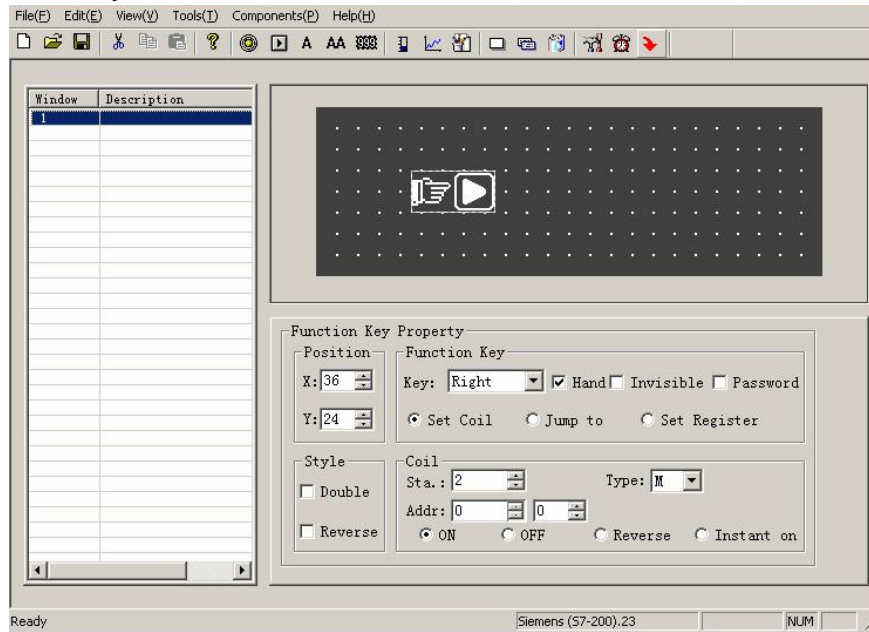 File(F) Edit(E) View(V) Tools(T) Components(P) Help(H)
A AA
Window Description
1
Function Key Property
Position
X: 36
Y: 24
Function Key
Key: Right Hand Invisible Password
Set Coil Jump to Set Register
Style
Double
Reverse
Coil
Sta.: 2 Type: M
Addr: 0 0
ON OFF Reverse Instant on
Ready Siemens (S7-200).23 NUM